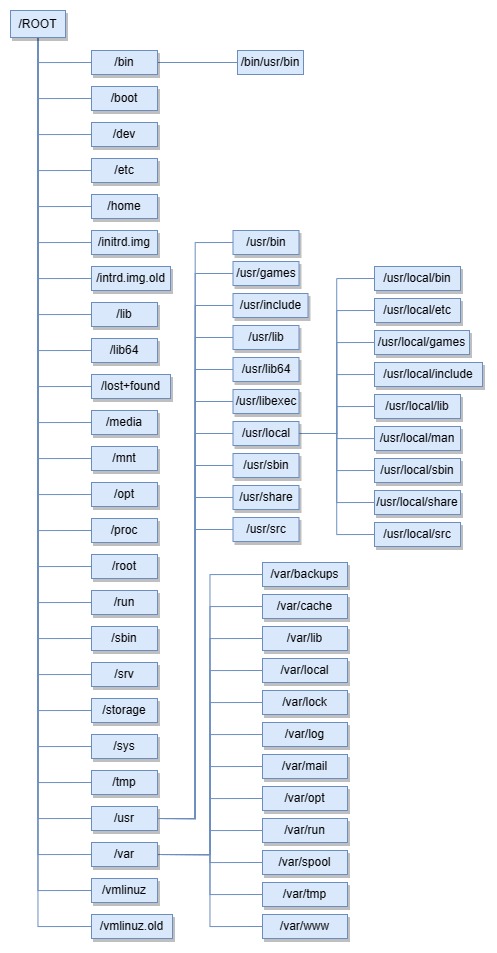 /ROOT
/bin
/bin/usr/bin
/boot
/dev
/etc
/home
/initrd.img
/intrd.img.old
/lib
/lib64
/lost+found
/media
/mnt
/opt
/proc
/root
/run
/sbin
/srv
/storage
/sys
/tmp
/usr
/var
/vmlinuz
/vmlinuz.old
/usr/bin
/usr/games
/usr/include
/usr/lib
/usr/lib64
/usr/libexec
/usr/local
/usr/sbin
/usr/share
/usr/src
/usr/local/bin
/usr/local/etc
/usr/local/games
/usr/local/include
/usr/local/lib
/usr/local/man
/usr/local/sbin
/usr/local/share
/usr/local/src
/var/backups
/var/cache
/var/lib
/var/local
/var/lock
/var/log
/var/mail
/var/opt
/var/run
/var/spool
/var/tmp
/var/www